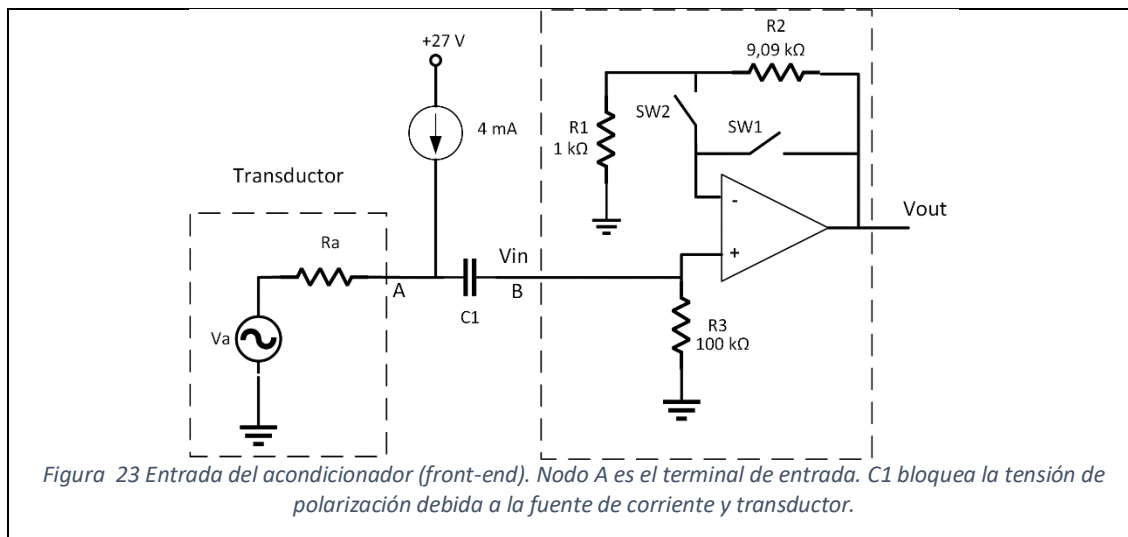 +27 V
R2
9,09 kΩ
SW2
SW1
R1
1 kΩ
4 mA
Transductor
Vout
-
+
Ra
Vin
A
B
C1
R3
100 kΩ
Va
Figura 23 Entrada del acondicionador (front-end). Nodo A es el terminal de entrada. C1 bloquea la tensión de
polarización debida a la fuente de corriente y transductor.